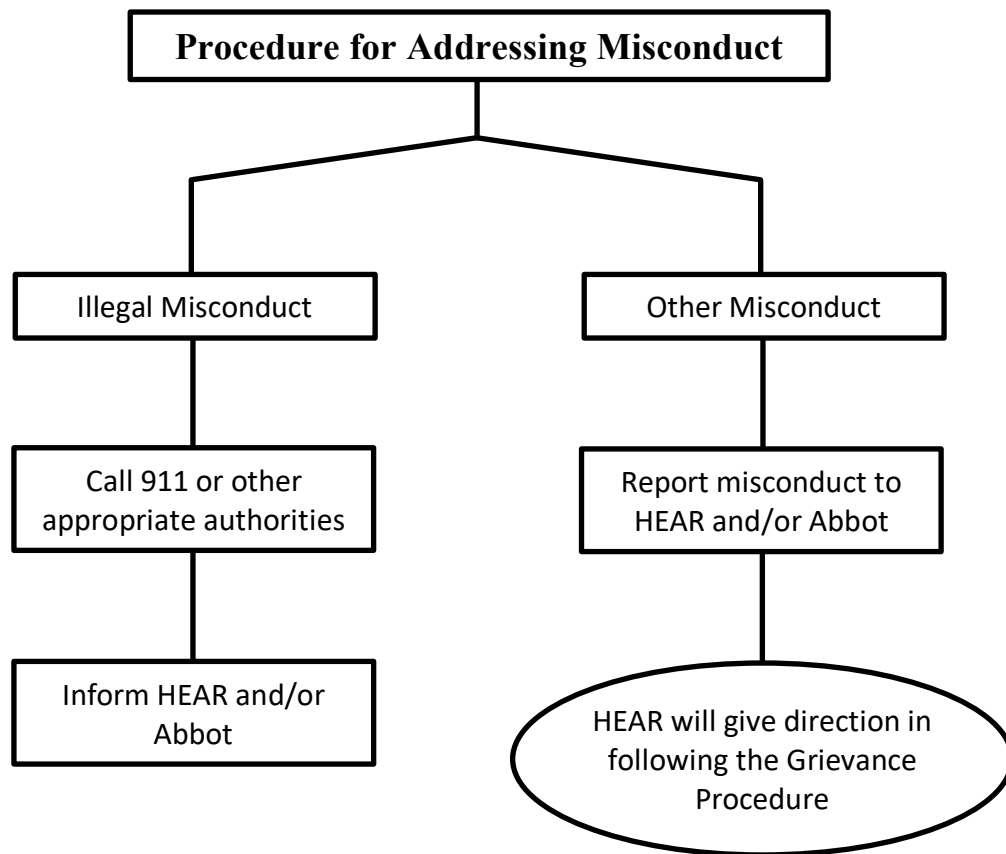 Procedure for Addressing Misconduct
Illegal Misconduct
Other Misconduct
Call 911 or other
appropriate authorities
Report misconduct to
HEAR and/or Abbot
Inform HEAR and/or
Abbot
HEAR will give direction in
following the Grievance
Procedure